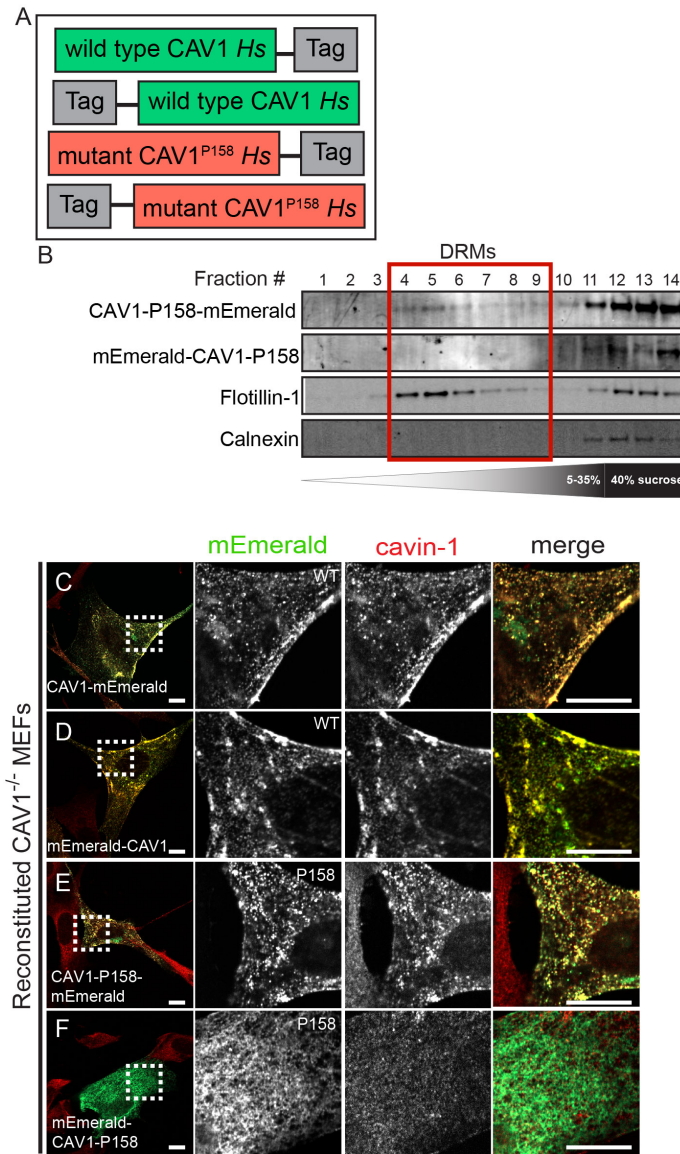 A
wild type CAV1 Hs Tag
Tag wild type CAV1 Hs
mutant CAV1P158 Hs Tag
Tag mutant CAV1P158 Hs
B
DRMs
Fraction # 1 2 3 4 5 6 7 8 9 10 11 12 13 14
CAV1-P158-mEmerald
mEmerald-CAV1-P158
Flotillin-1
Calnexin
5-35% 40% sucrose
mEmerald cavin-1 merge
Reconstituted CAV1-/- MEFs
C
WT
CAV1-mEmerald
D
WT
mEmerald-CAV1
E
P158
CAV1-P158-
mEmerald
F
P158
mEmerald-
CAV1-P158